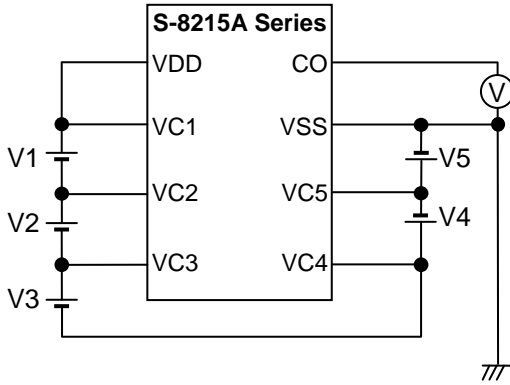 S-8215A Series
VDD
CO
V
VC1
VSS
V1
V5
VC2
VC5
V2
V4
VC3
VC4
V3